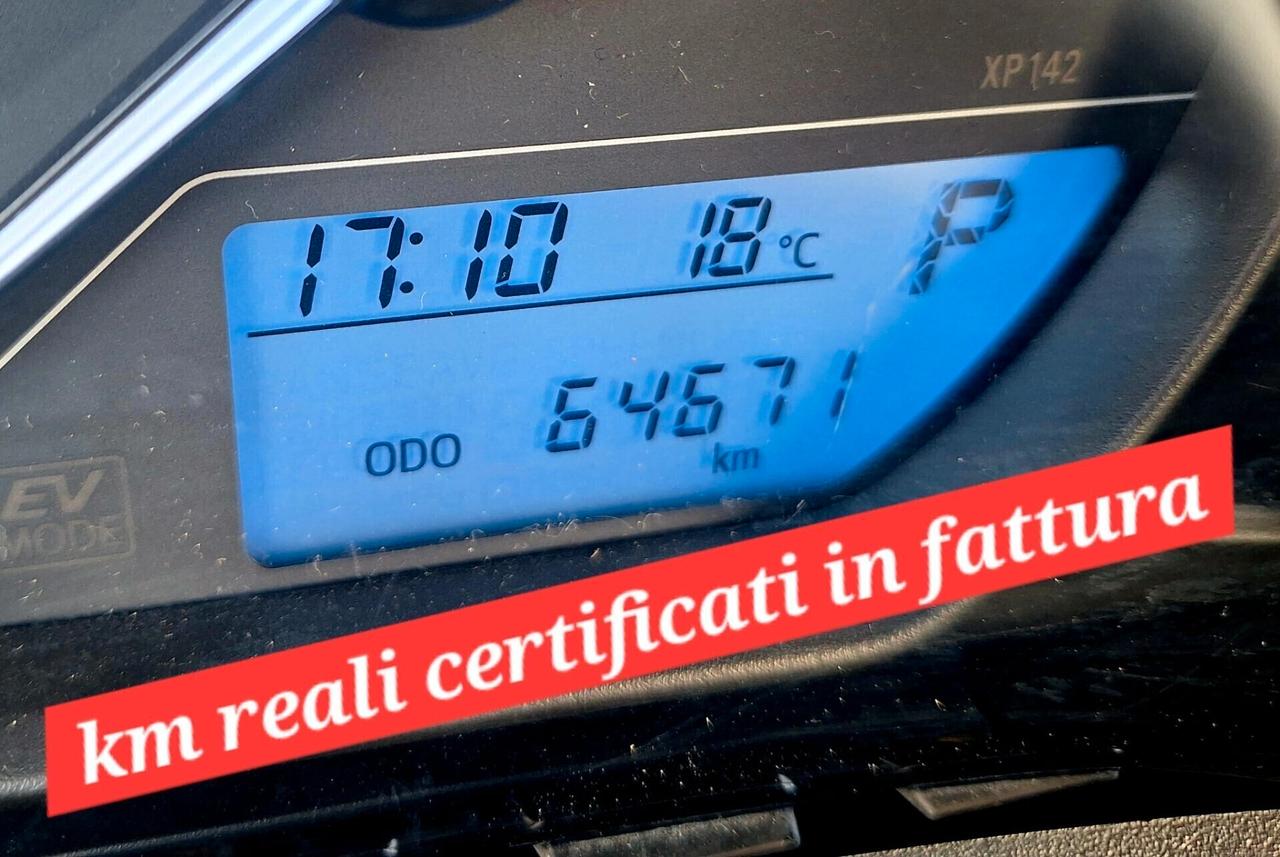 XP142
17:10 18°C P
ODO 64671
km
EV
MODE
km reali certificati in fattura